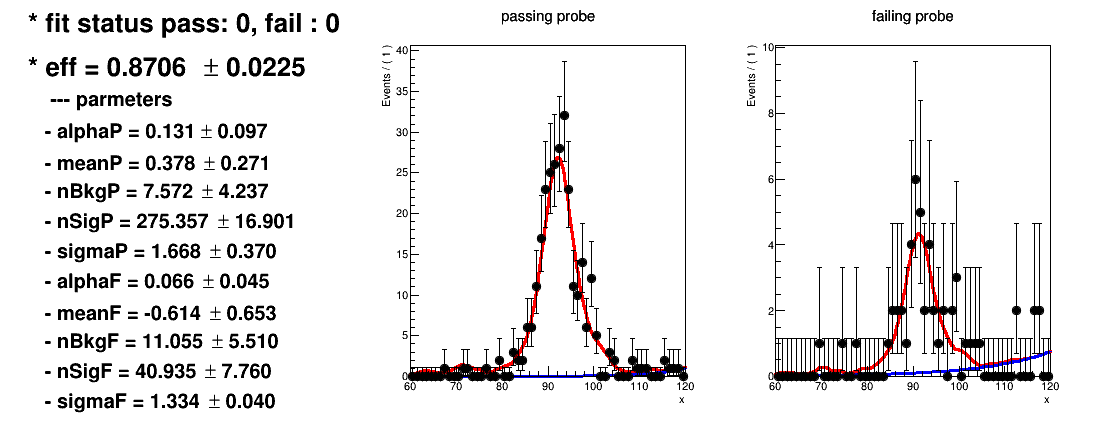 * fit status pass: 0, fail : 0
* eff = 0.8706 ± 0.0225
--- parmeters
- alphaP = 0.131 ± 0.097
- meanP = 0.378 ± 0.271
- nBkgP = 7.572 ± 4.237
- nSigP = 275.357 ± 16.901
- sigmaP = 1.668 ± 0.370
- alphaF = 0.066 ± 0.045
- meanF = -0.614 ± 0.653
- nBkgF = 11.055 ± 5.510
- nSigF = 40.935 ± 7.760
- sigmaF = 1.334 ± 0.040
passing probe
Events / ( 1 )
40
35
30
25
20
15
10
5
0
60 70 80 90 100 110 120
x
failing probe
Events / ( 1 )
10
8
6
4
2
0
60 70 80 90 100 110 120
x